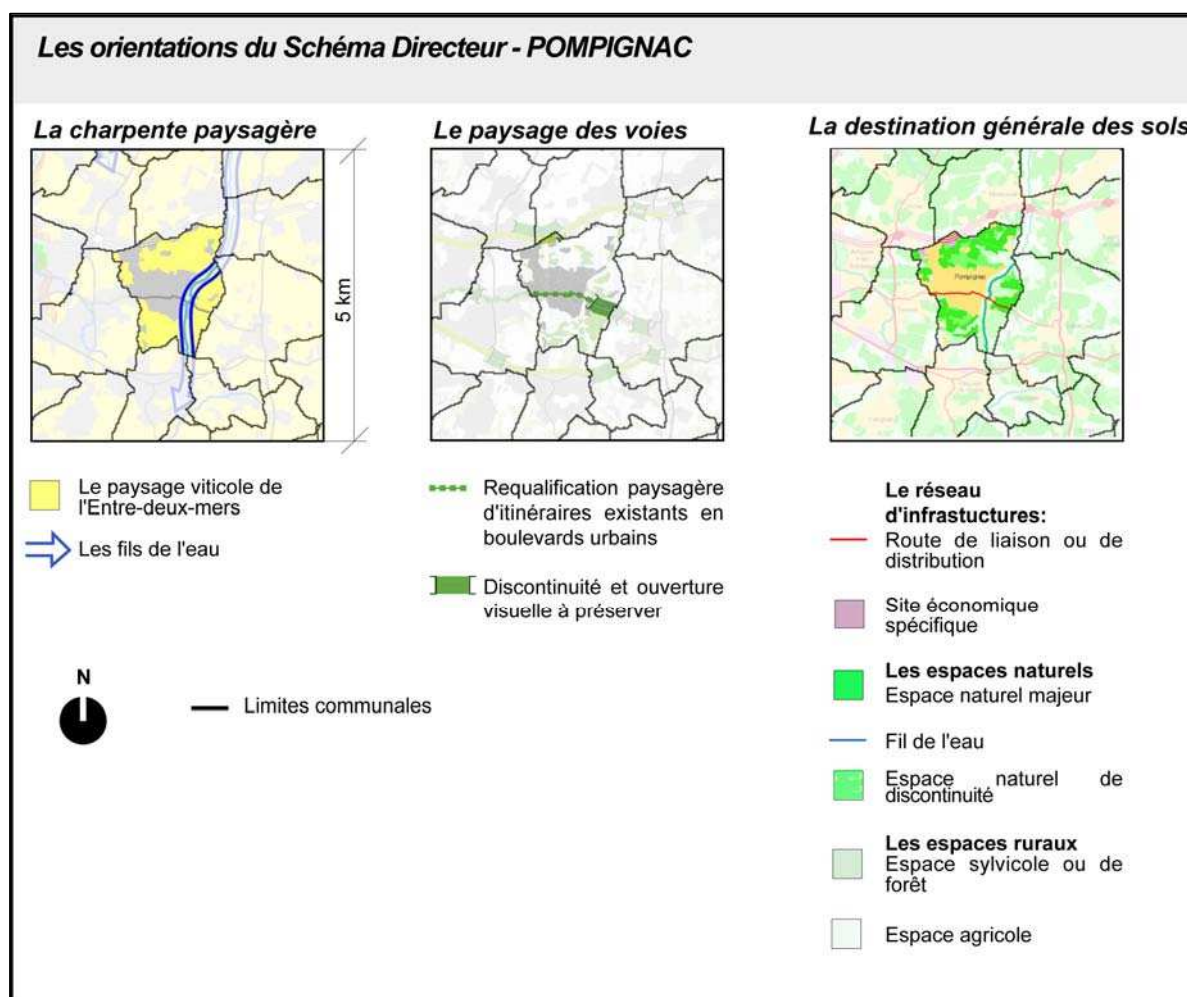 Les orientations du Schéma Directeur - POMPIGNAC
La charpente paysagère
5 km
Le paysage viticole de
l'Entre-deux-mers
Les fils de l'eau
N
Limites communales
Le paysage des voies
Requalification paysagère
d'itinéraires existants en
boulevards urbains
Discontinuité et ouverture
visuelle à préserver
La destination générale des sols
Pompignac
Le réseau
d'infrastuctures:
Route de liaison ou de
distribution
Site économique
spécifique
Les espaces naturels
Espace naturel majeur
Fil de l'eau
Espace naturel de
discontinuité
Les espaces ruraux
Espace sylvicole ou de
forêt
Espace agricole